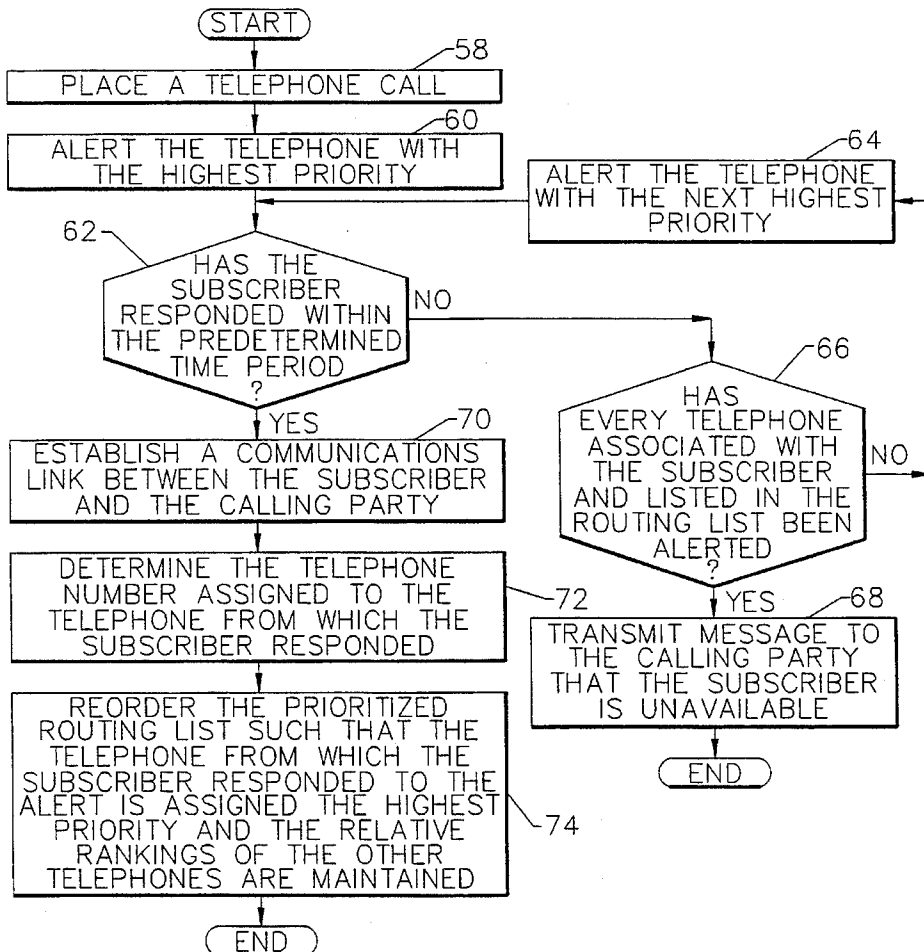 START
58
PLACE A TELEPHONE CALL
60
ALERT THE TELEPHONE WITH
THE HIGHEST PRIORITY
64
ALERT THE TELEPHONE
WITH THE NEXT HIGHEST
PRIORITY
62
HAS THE
SUBSCRIBER
RESPONDED WITHIN
THE PREDETERMINED
TIME PERIOD
?
NO
YES
66
HAS
EVERY TELEPHONE
ASSOCIATED WITH
THE SUBSCRIBER
AND LISTED IN THE
ROUTING LIST BEEN
ALERTED
?
NO
YES
70
ESTABLISH A COMMUNICATIONS
LINK BETWEEN THE SUBSCRIBER
AND THE CALLING PARTY
DETERMINE THE TELEPHONE
NUMBER ASSIGNED TO THE
TELEPHONE FROM WHICH THE
SUBSCRIBER RESPONDED
72
68
TRANSMIT MESSAGE TO
THE CALLING PARTY
THAT THE SUBSCRIBER
IS UNAVAILABLE
END
REORDER THE PRIORITIZED
ROUTING LIST SUCH THAT THE
TELEPHONE FROM WHICH THE
SUBSCRIBER RESPONDED TO THE
ALERT IS ASSIGNED THE HIGHEST
PRIORITY AND THE RELATIVE
RANKINGS OF THE OTHER
TELEPHONES ARE MAINTAINED
74
END